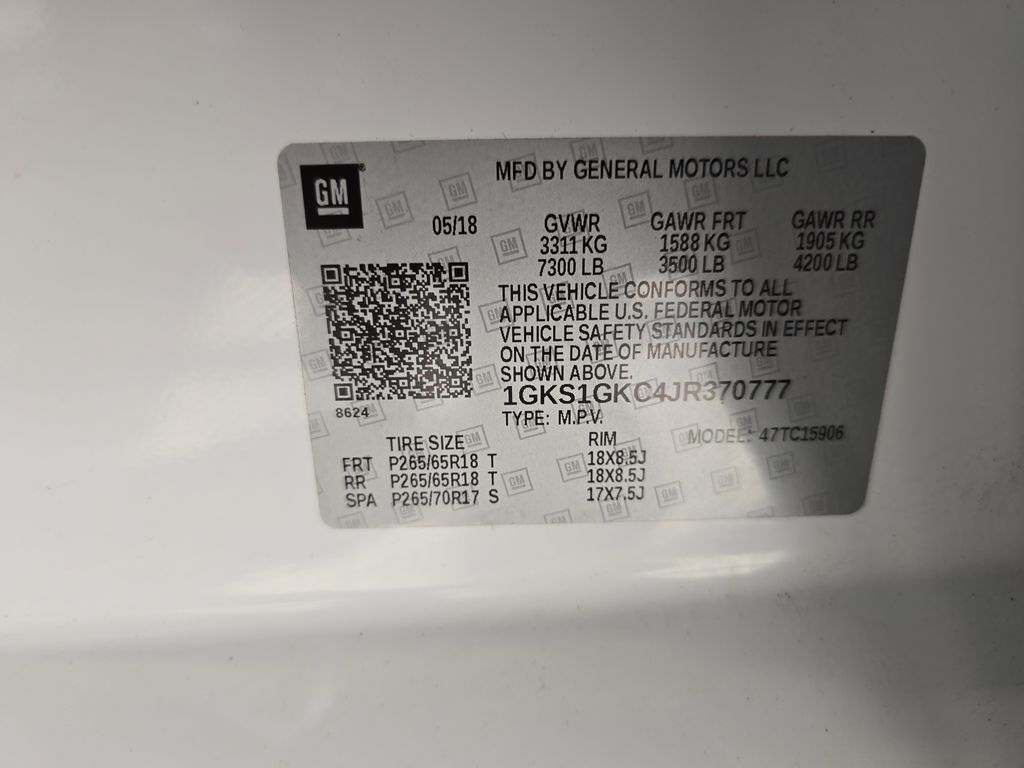 GM
MFD BY GENERAL MOTORS LLC
05/18 GVWR GAWR FRT GAWR RR
3311 KG 1588 KG 1905 KG
7300 LB 3500 LB 4200 LB
THIS VEHICLE CONFORMS TO ALL
APPLICABLE U.S. FEDERAL MOTOR
VEHICLE SAFETY STANDARDS IN EFFECT
ON THE DATE OF MANUFACTURE
SHOWN ABOVE.
1GKS1GKC4JR370777
8624
TYPE: M.P.V. MODEL: 47TC15906
TIRE SIZE RIM
FRT P265/65R18 T 18X8.5J
RR P265/65R18 T 18X8.5J
SPA P265/70R17 S 17X7.5J